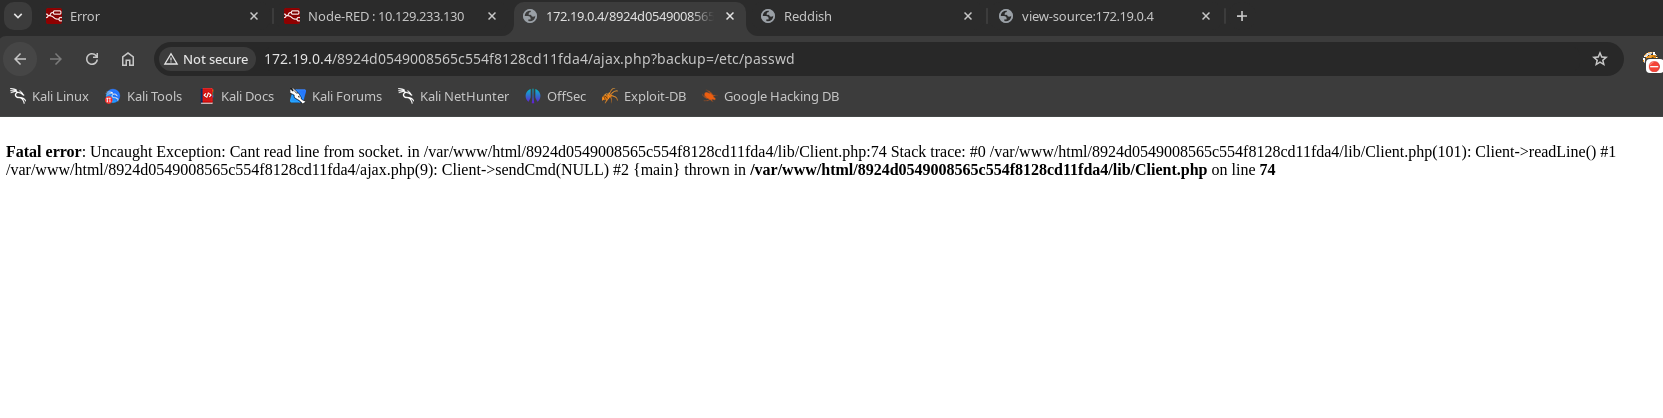 Error
Node-RED : 10.129.233.130
172.19.0.4/8924d0549008565
Reddish
view-source:172.19.0.4
Not secure
172.19.0.4/8924d0549008565c554f8128cd11fda4/ajax.php?backup=/etc/passwd
Kali Linux
Kali Tools
Kali Docs
Kali Forums
Kali NetHunter
OffSec
Exploit-DB
Google Hacking DB
Fatal error: Uncaught Exception: Cant read line from socket. in /var/www/html/8924d0549008565c554f8128cd11fda4/lib/Client.php:74 Stack trace: #0 /var/www/html/8924d0549008565c554f8128cd11fda4/lib/Client.php(101): Client->readLine() #1
/var/www/html/8924d0549008565c554f8128cd11fda4/ajax.php(9): Client->sendCmd(NULL) #2 {main} thrown in /var/www/html/8924d0549008565c554f8128cd11fda4/lib/Client.php on line 74